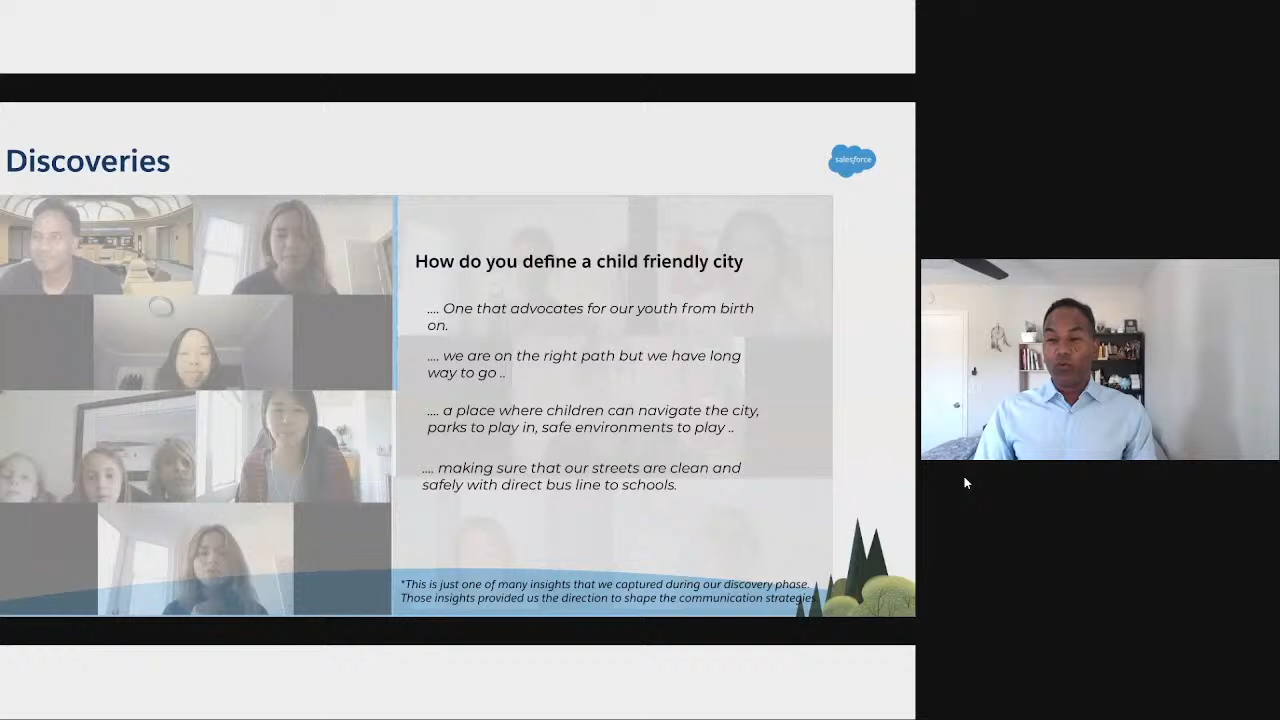 Discoveries
salesforce
How do you define a child friendly city
.... One that advocates for our youth from birth
on.
.... we are on the right path but we have long
way to go ..
.... a place where children can navigate the city,
parks to play in, safe environments to play ..
.... making sure that our streets are clean and
safely with direct bus line to schools.
*This is just one of many insights that we captured during our discovery phase.
Those insights provided us the direction to shape the communication strategies.